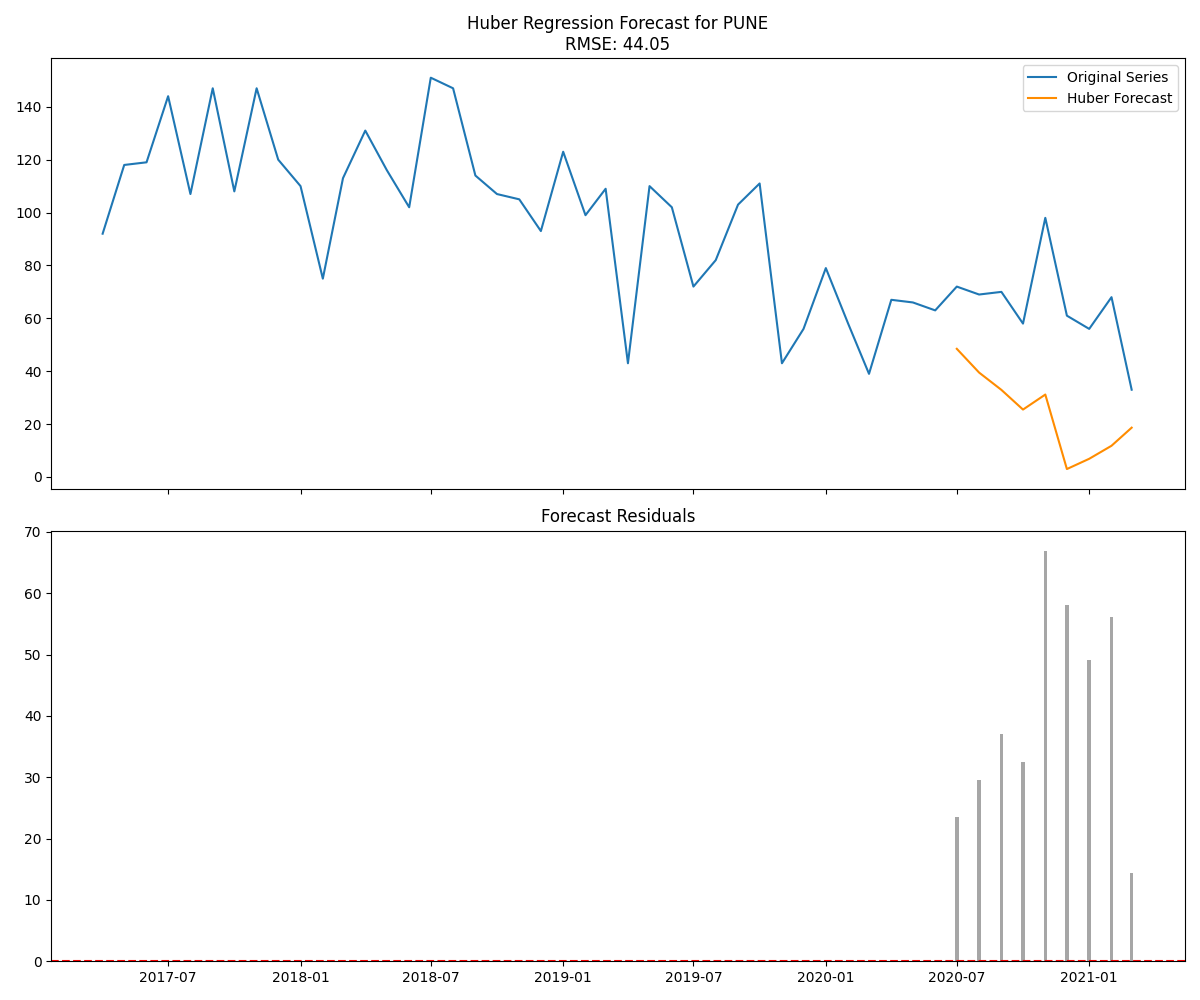 Huber Regression Forecast for PUNE
RMSE: 44.05
Original Series
Huber Forecast
140
120
100
80
60
40
20
0
Forecast Residuals
70
60
50
40
30
20
10
0
2017-07 2018-01 2018-07 2019-01 2019-07 2020-01 2020-07 2021-01